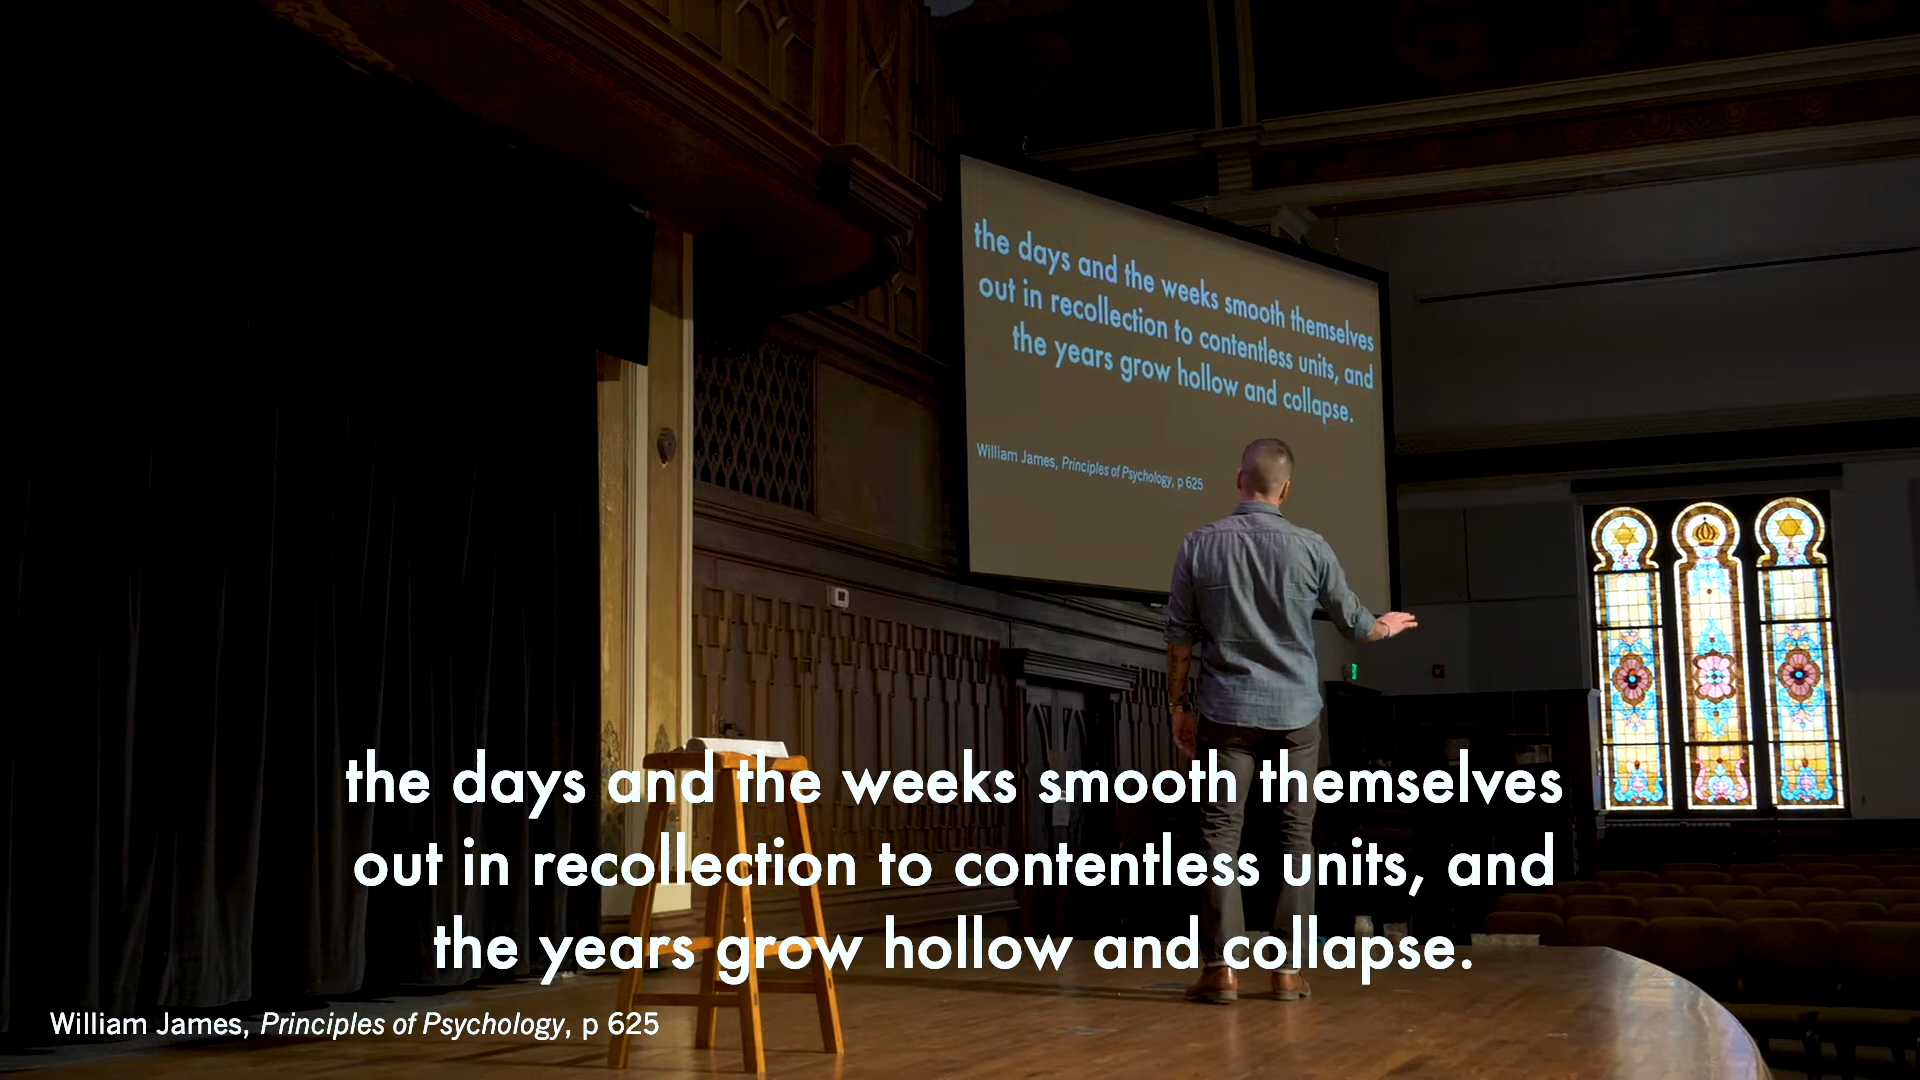 the days and the weeks smooth themselves
out in recollection to contentless units, and
the years grow hollow and collapse.
William James, Principles of Psychology, p 625
the days and the weeks smooth themselves
out in recollection to contentless units, and
the years grow hollow and collapse.
William James, Principles of Psychology, p 625